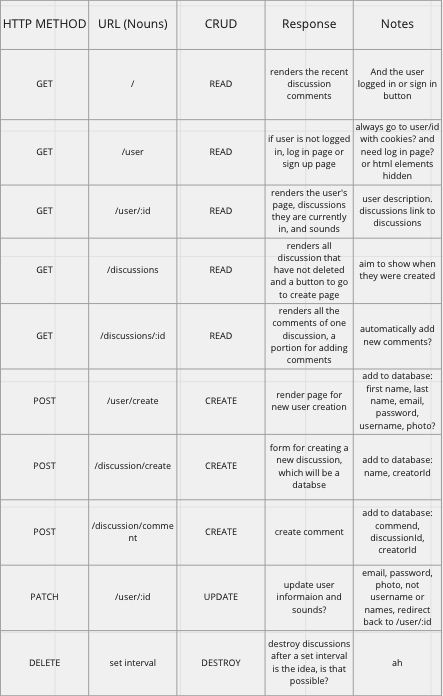 HTTP METHOD URL (Nouns) CRUD Response Notes
GET / READ renders the recent discussion comments And the user logged in or sign in button
GET /user READ if user is not logged in, log in page or sign up page always go to user/id with cookies? and need log in page? or html elements hidden
GET /user/:id READ renders the user's page, discussions they are currently in, and sounds user description. discussions link to discussions
GET /discussions READ renders all discussion that have not deleted and a button to go to create page aim to show when they were created
GET /discussions/:id READ renders all the comments of one discussion, a portion for adding comments automatically add new comments?
POST /user/create CREATE render page for new user creation add to database: first name, last name, email, password, username, photo?
POST /discussion/create CREATE form for creating a new discussion, which will be a databse add to database: name, creatorId
POST /discussion/comment CREATE create comment add to database: commend, discussionId, creatorId
PATCH /user/:id UPDATE update user informaion and sounds? email, password, photo, not username or names, redirect back to /user/:id
DELETE set interval DESTROY destroy discussions after a set interval is the idea, is that possible? ah